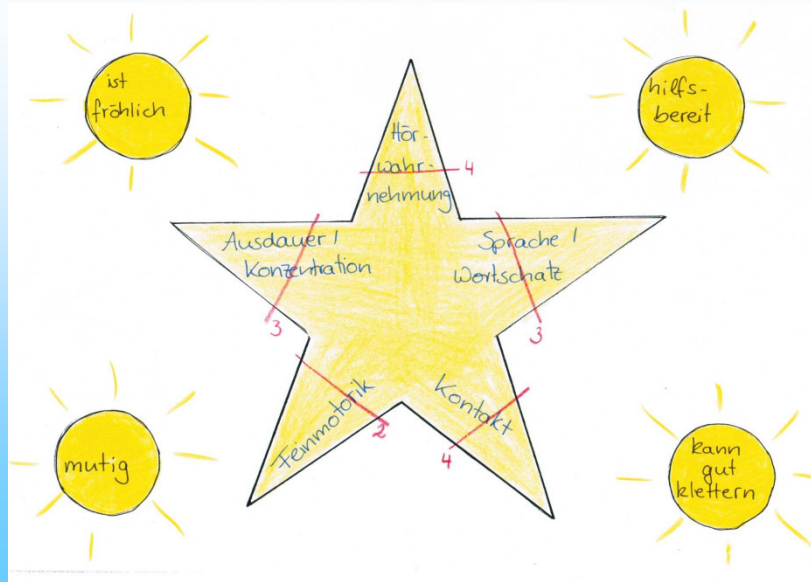 ist
fröhlich
hilfs-
bereit
Hör-
wahr-
nehmung
4
Ausdauer /
Konzentration
3
Sprache /
Wortschatz
3
Feinmotorik
2
Kontakt
4
mutig
kann
gut
klettern